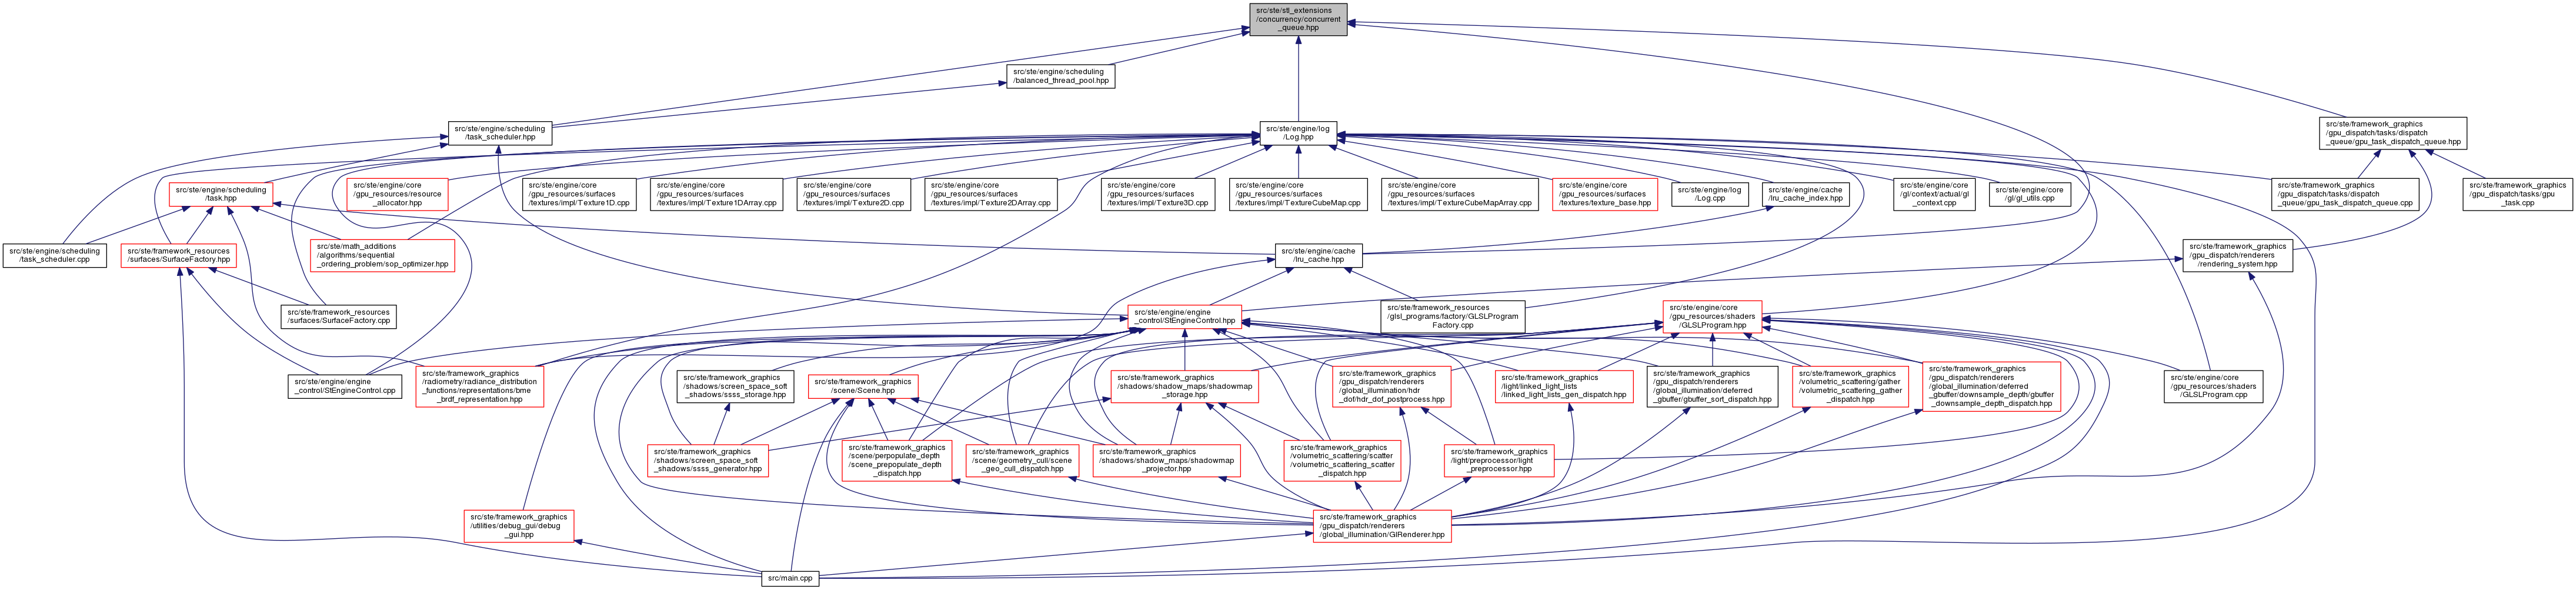 src/ste/stl_extensions
/concurrency/concurrent
_queue.hpp
src/ste/engine/scheduling
/balanced_thread_pool.hpp
src/ste/engine/scheduling
/task_scheduler.hpp
src/ste/engine/log
/Log.hpp
src/ste/framework_graphics
/gpu_dispatch/tasks/dispatch
_queue/gpu_task_dispatch_queue.hpp
src/ste/engine/scheduling
/task.hpp
src/ste/engine/core
/gpu_resources/resource
_allocator.hpp
src/ste/engine/core
/gpu_resources/surfaces
/textures/impl/Texture1D.cpp
src/ste/engine/core
/gpu_resources/surfaces
/textures/impl/Texture1DArray.cpp
src/ste/engine/core
/gpu_resources/surfaces
/textures/impl/Texture2D.cpp
src/ste/engine/core
/gpu_resources/surfaces
/textures/impl/Texture2DArray.cpp
src/ste/engine/core
/gpu_resources/surfaces
/textures/impl/Texture3D.cpp
src/ste/engine/core
/gpu_resources/surfaces
/textures/impl/TextureCubeMap.cpp
src/ste/engine/core
/gpu_resources/surfaces
/textures/impl/TextureCubeMapArray.cpp
src/ste/engine/core
/gpu_resources/surfaces
/textures/texture_base.hpp
src/ste/engine/log
/Log.cpp
src/ste/engine/cache
/lru_cache_index.hpp
src/ste/engine/core
/gl/context/actual/gl
_context.cpp
src/ste/engine/core
/gl/gl_utils.cpp
src/ste/framework_graphics
/gpu_dispatch/tasks/dispatch
_queue/gpu_task_dispatch_queue.cpp
src/ste/framework_graphics
/gpu_dispatch/tasks/gpu
_task.cpp
src/ste/engine/scheduling
/task_scheduler.cpp
src/ste/framework_resources
/surfaces/SurfaceFactory.hpp
src/ste/math_additions
/algorithms/sequential
_ordering_problem/sop_optimizer.hpp
src/ste/engine/cache
/lru_cache.hpp
src/ste/framework_graphics
/gpu_dispatch/renderers
/rendering_system.hpp
src/ste/framework_resources
/surfaces/SurfaceFactory.cpp
src/ste/engine/engine
_control/StEngineControl.hpp
src/ste/framework_resources
/glsl_programs/factory/GLSLProgram
Factory.cpp
src/ste/engine/core
/gpu_resources/shaders
/GLSLProgram.hpp
src/ste/engine/engine
_control/StEngineControl.cpp
src/ste/framework_graphics
/radiometry/radiance_distribution
_functions/representations/tme
_brdf_representation.hpp
src/ste/framework_graphics
/shadows/screen_space_soft
_shadows/ssss_storage.hpp
src/ste/framework_graphics
/scene/Scene.hpp
src/ste/framework_graphics
/shadows/shadow_maps/shadowmap
_storage.hpp
src/ste/framework_graphics
/gpu_dispatch/renderers
/global_illumination/hdr
_dof/hdr_dof_postprocess.hpp
src/ste/framework_graphics
/light/linked_light_lists
/linked_light_lists_gen_dispatch.hpp
src/ste/framework_graphics
/gpu_dispatch/renderers
/global_illumination/deferred
_gbuffer/gbuffer_sort_dispatch.hpp
src/ste/framework_graphics
/volumetric_scattering/gather
/volumetric_scattering_gather
_dispatch.hpp
src/ste/framework_graphics
/gpu_dispatch/renderers
/global_illumination/deferred
_gbuffer/downsample_depth/gbuffer
_downsample_depth_dispatch.hpp
src/ste/engine/core
/gpu_resources/shaders
/GLSLProgram.cpp
src/ste/framework_graphics
/shadows/screen_space_soft
_shadows/ssss_generator.hpp
src/ste/framework_graphics
/scene/perpopulate_depth
/scene_prepopulate_depth
_dispatch.hpp
src/ste/framework_graphics
/scene/geometry_cull/scene
_geo_cull_dispatch.hpp
src/ste/framework_graphics
/shadows/shadow_maps/shadowmap
_projector.hpp
src/ste/framework_graphics
/volumetric_scattering/scatter
/volumetric_scattering_scatter
_dispatch.hpp
src/ste/framework_graphics
/light/preprocessor/light
_preprocessor.hpp
src/ste/framework_graphics
/utilities/debug_gui/debug
_gui.hpp
src/ste/framework_graphics
/gpu_dispatch/renderers
/global_illumination/GIRenderer.hpp
src/main.cpp